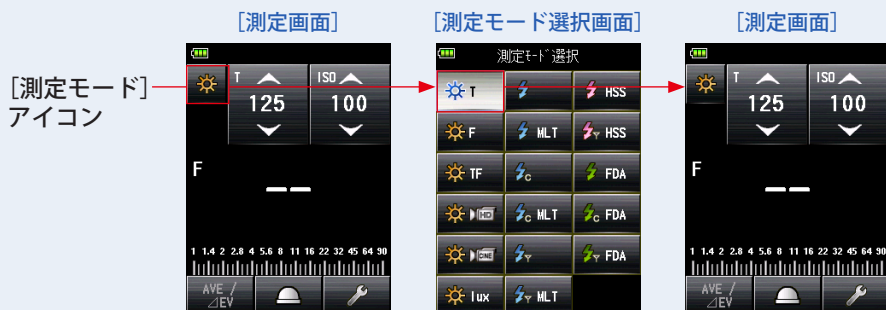 [測定画面]
[測定モード選択画面]
[測定画面]
[測定モード]
アイコン
T
125
ISO
100
F
1 1.4 2 2.8 4 5.6 8 11 16 22 32 45 64 90
AVE /
⊿EV
測定ﾓｰﾄﾞ選択
T
HSS
F
MLT
HSS
TF
C
FDA
HD
C MLT
C FDA
CINE
FDA
lux
MLT
T
125
ISO
100
F
1 1.4 2 2.8 4 5.6 8 11 16 22 32 45 64 90
AVE /
⊿EV